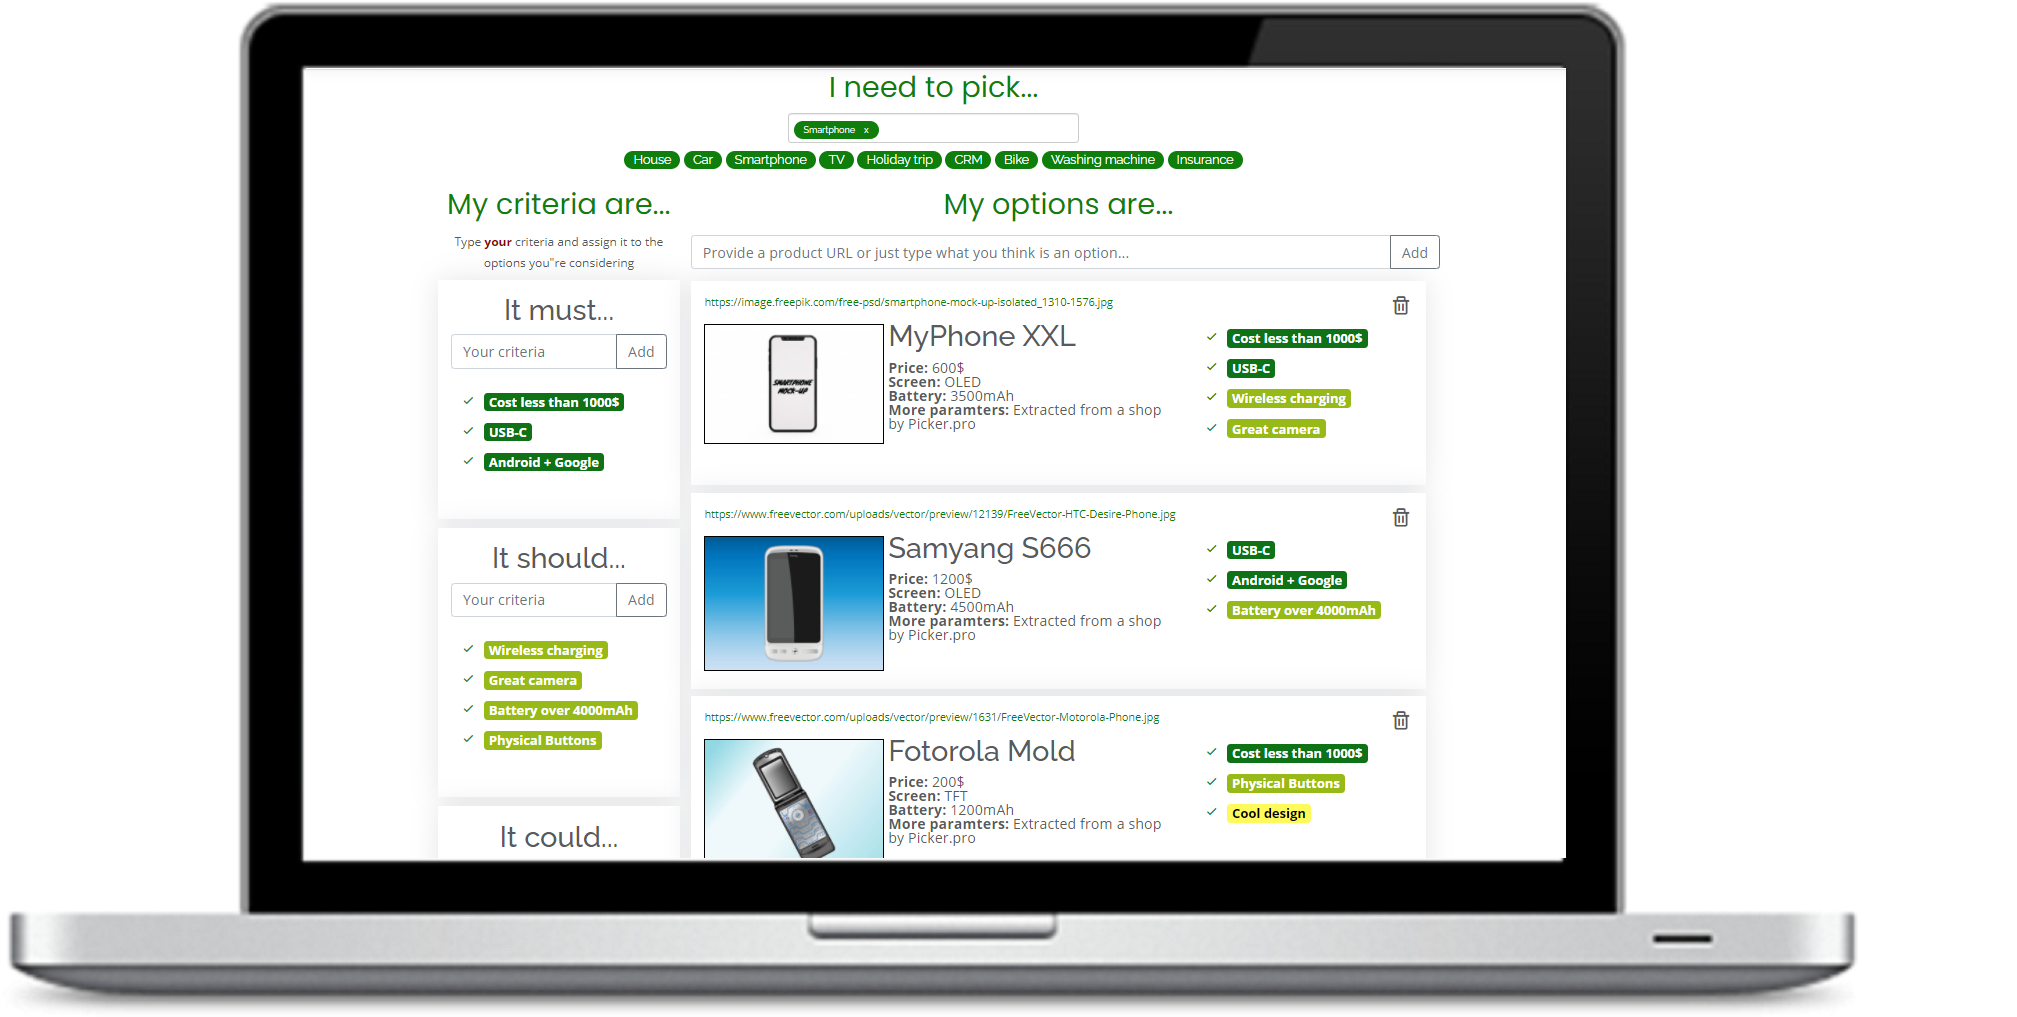 I need to pick...
Smartphone x
House Car Smartphone TV Holiday trip CRM Bike Washing machine Insurance
My criteria are...
Type your criteria and assign it to the
options you"re considering
It must...
Your criteria Add
Cost less than 1000$
USB-C
Android + Google
It should...
Your criteria Add
Wireless charging
Great camera
Battery over 4000mAh
Physical Buttons
It could...
My options are...
Provide a product URL or just type what you think is an option... Add
https://image.freepik.com/free-psd/smartphone-mock-up-isolated_1310-1576.jpg
SMARTPHONE
MOCK-UP
MyPhone XXL
Price: 600$
Screen: OLED
Battery: 3500mAh
More paramters: Extracted from a shop
by Picker.pro
Cost less than 1000$
USB-C
Wireless charging
Great camera
https://www.freevector.com/uploads/vector/preview/12139/FreeVector-HTC-Desire-Phone.jpg
Samyang S666
Price: 1200$
Screen: OLED
Battery: 4500mAh
More paramters: Extracted from a shop
by Picker.pro
USB-C
Android + Google
Battery over 4000mAh
https://www.freevector.com/uploads/vector/preview/1631/FreeVector-Motorola-Phone.jpg
Fotorola Mold
Price: 200$
Screen: TFT
Battery: 1200mAh
More paramters: Extracted from a shop
by Picker.pro
Cost less than 1000$
Physical Buttons
Cool design